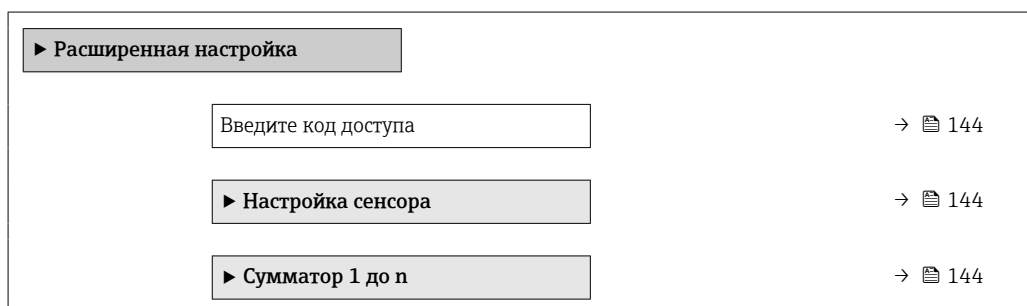 ▶ Расширенная настройка
Введите код доступа → 144
▶ Настройка сенсора → 144
▶ Сумматор 1 до n → 144